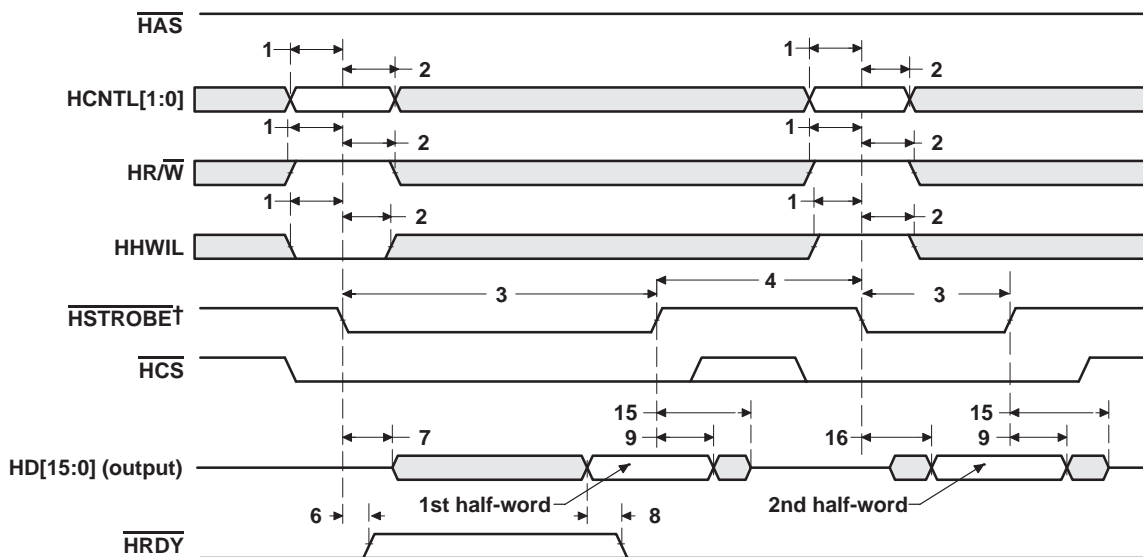 HAS
1
2
1
2
HCNTL[1:0]
1
2
1
2
HR/W
1
2
1
2
HHWIL
3
4
3
HSTROBE†
HCS
15
15
7
9
16
9
HD[15:0] (output)
1st half-word
2nd half-word
6
8
HRDY